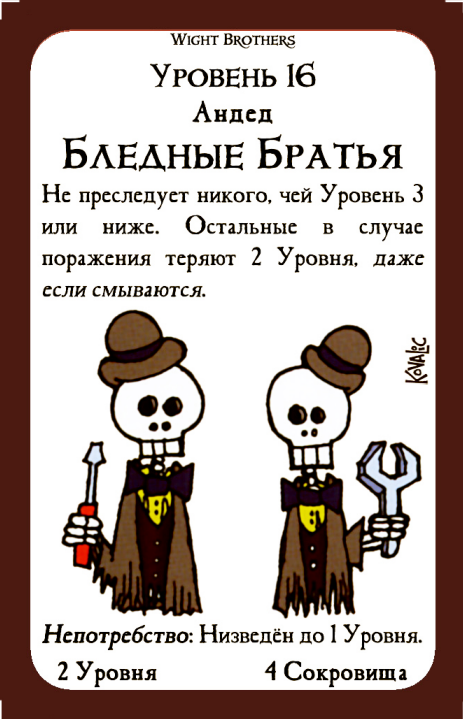 Wight Brothers
Уровень 16
Андед
Бледные Братья
Не преследует никого, чей Уровень 3
или ниже. Остальные в случае
поражения теряют 2 Уровня, даже
если смываются.
Kovalic
Непотребство: Низведён до 1 Уровня.
2 Уровня 4 Сокровища